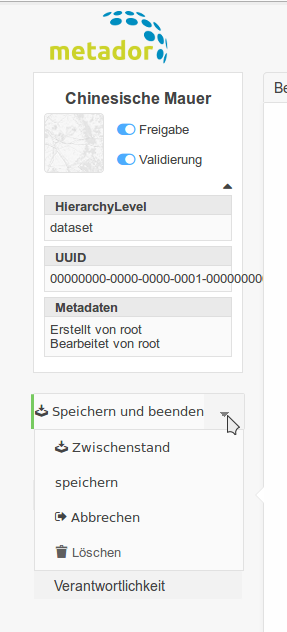 metador
Chinesische Mauer
Freigabe
Validierung
HierarchyLevel
dataset
UUID
00000000-0000-0000-0001-000000000
Metadaten
Erstellt von root
Bearbeitet von root
Be
Speichern und beenden
Zwischenstand
speichern
Abbrechen
Löschen
Verantwortlichkeit